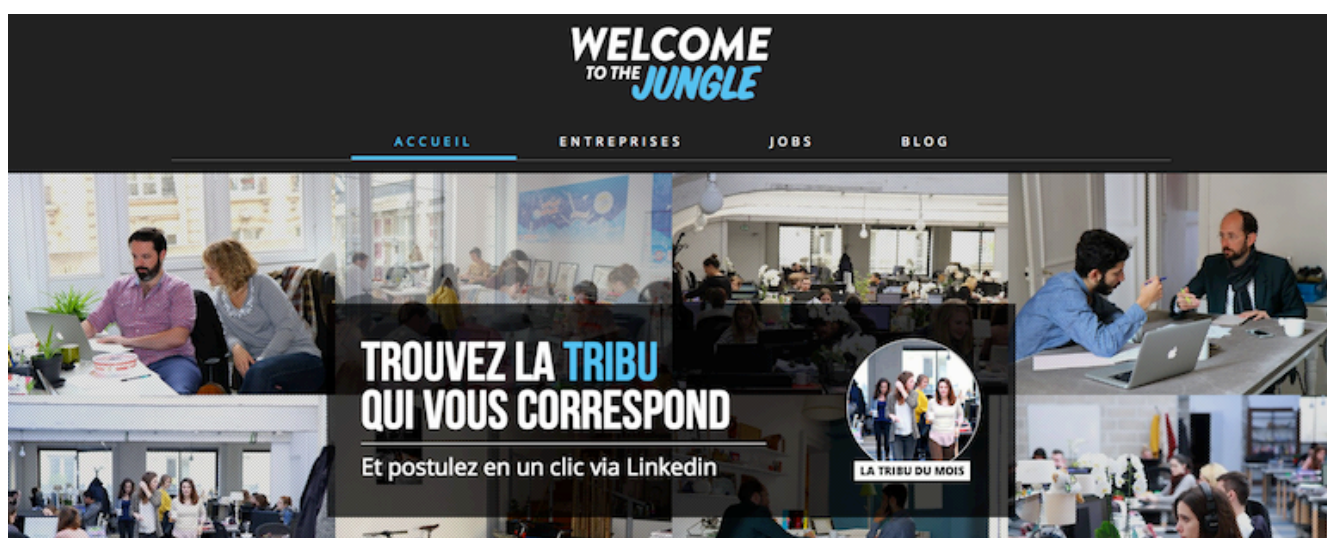 WELCOME
TO THE JUNGLE
ACCUEIL ENTREPRISES JOBS BLOG
TROUVEZ LA TRIBU
QUI VOUS CORRESPOND
Et postulez en un clic via Linkedin
LA TRIBU DU MOIS